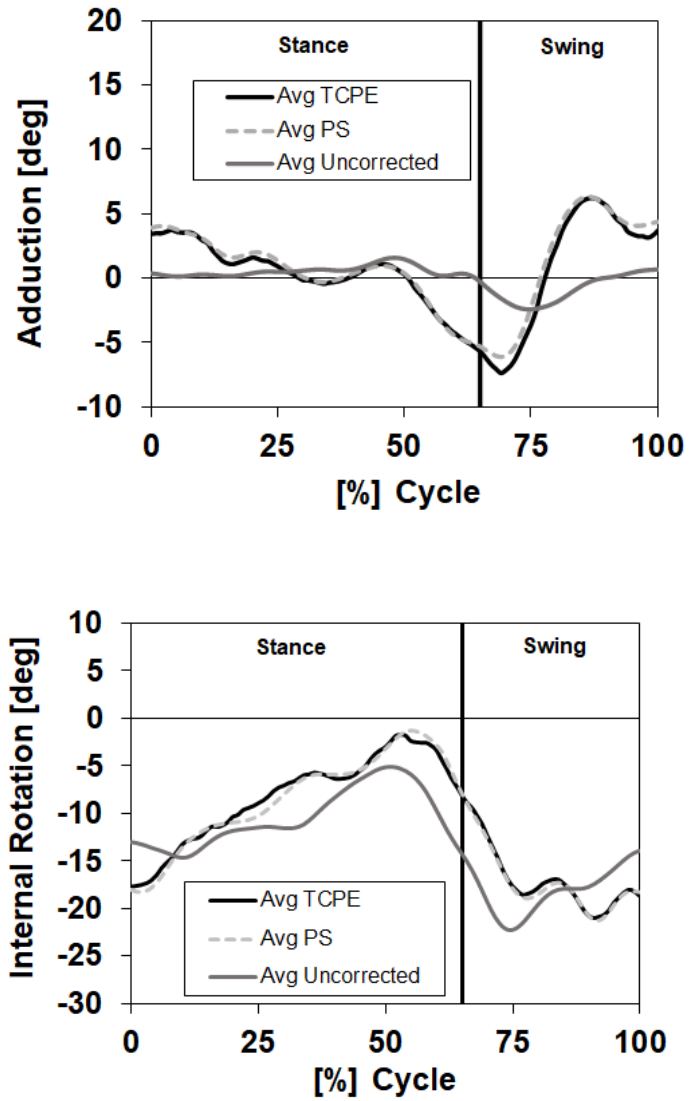 20
Stance
Swing
15
Avg TCPE
Avg PS
Avg Uncorrected
10
5
0
-5
-10
Adduction [deg]
0
25
50
75
100
[%] Cycle
10
Stance
Swing
5
0
-5
-10
-15
-20
-25
-30
Internal Rotation [deg]
Avg TCPE
Avg PS
Avg Uncorrected
0
25
50
75
100
[%] Cycle